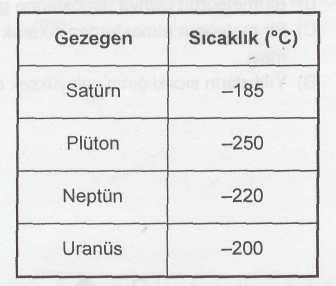 Gezegen Sıcaklık (°C)
Satürn –185
Plüton –250
Neptün –220
Uranüs –200